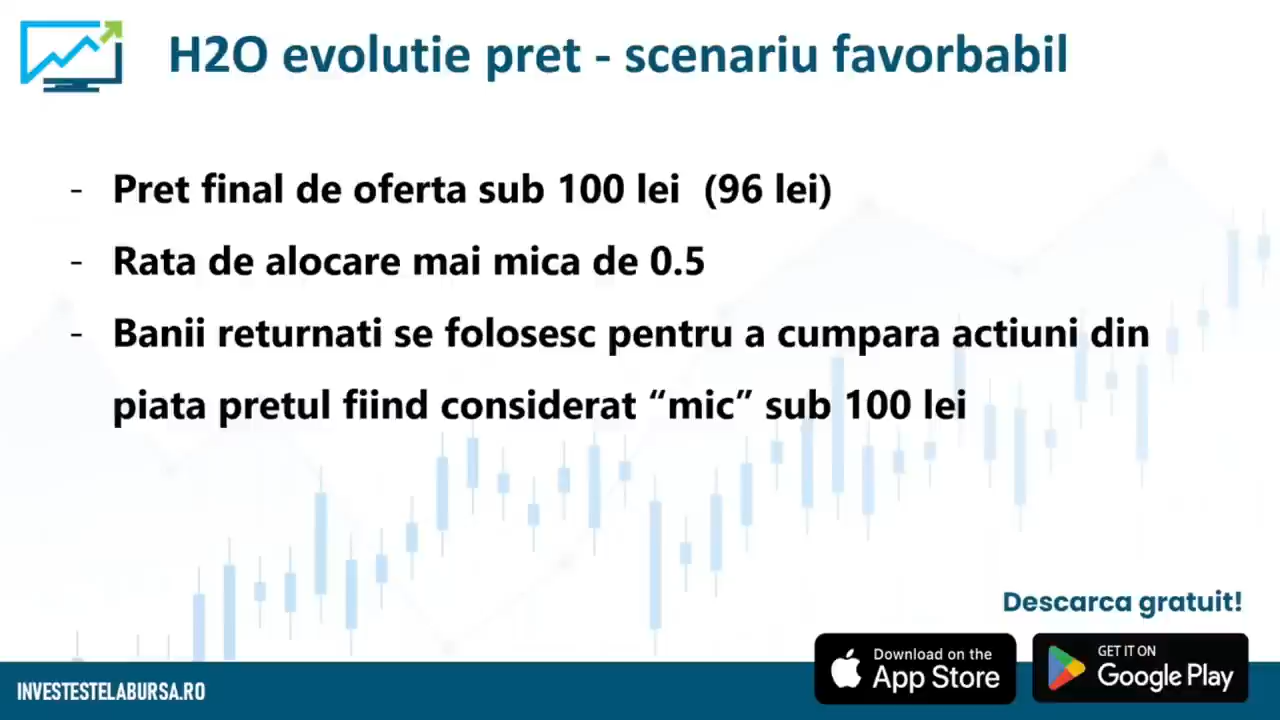 H2O evolutie pret - scenariu favorbabil
- Pret final de oferta sub 100 lei (96 lei)
- Rata de alocare mai mica de 0.5
- Banii returnati se folosesc pentru a cumpara actiuni din
piata pretul fiind considerat “mic” sub 100 lei
Descarca gratuit!
Download on the
App Store
GET IT ON
Google Play
INVESTESTELABURSA.RO